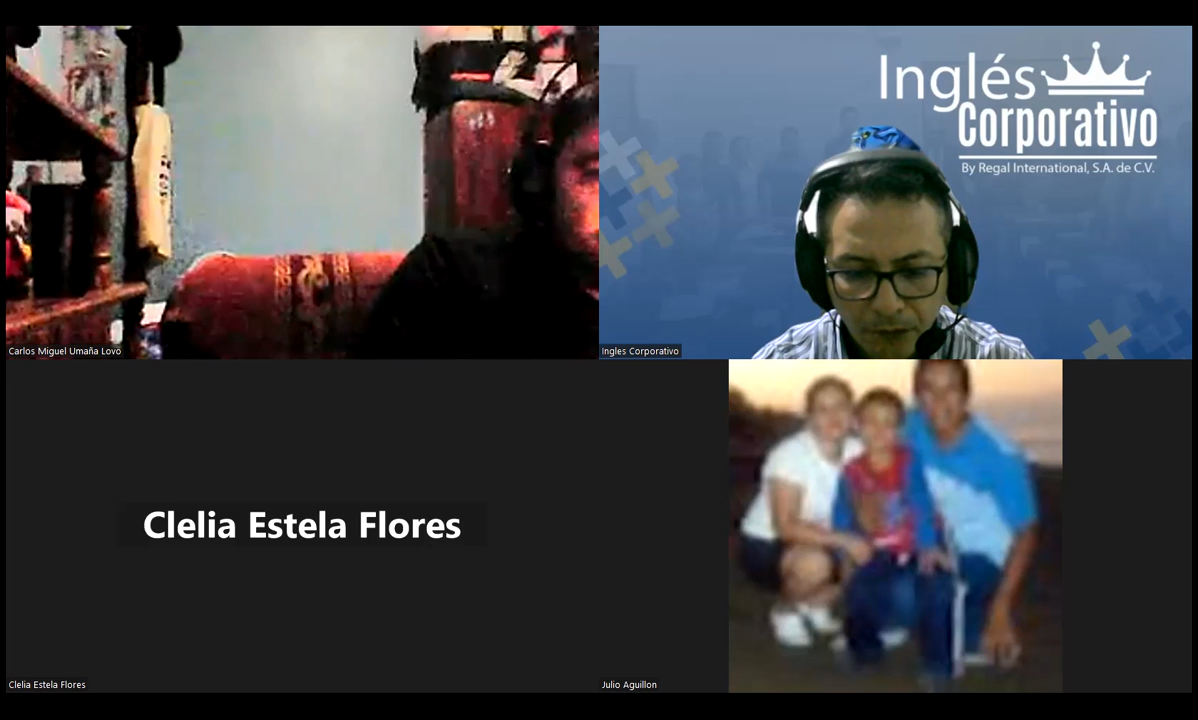 Inglés
Corporativo
By Regal International, S.A. de C.V.
Carlos Miguel Umaña Lovo
Ingles Corporativo
Clelia Estela Flores
Clelia Estela Flores
Julio Aguillon